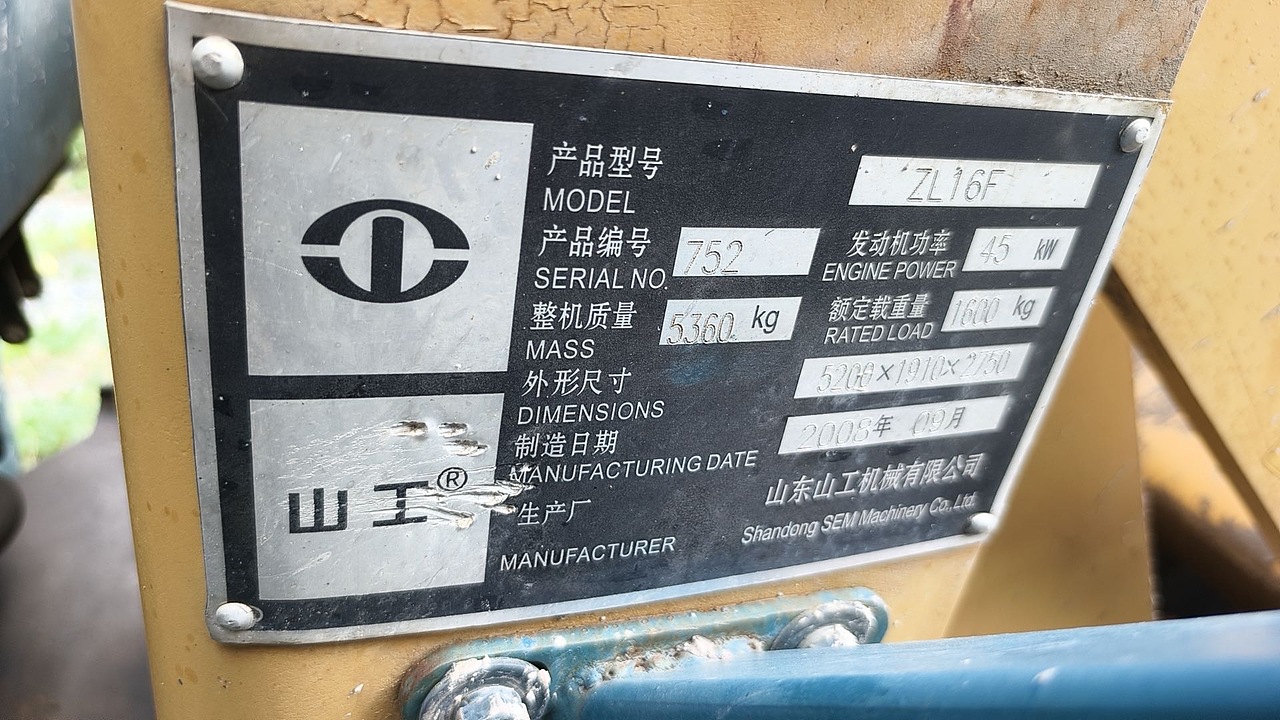 产品型号 ZL16F
MODEL
产品编号 752 发动机功率 45 kW
SERIAL NO. ENGINE POWER
整机质量 5360 kg 额定载重量 1600 kg
MASS RATED LOAD
外形尺寸 5200×1910×2750
DIMENSIONS
制造日期 2008年 09月
MANUFACTURING DATE
生产厂 山东山工机械有限公司
MANUFACTURER Shandong SEM Machinery Co., Ltd.
山工®